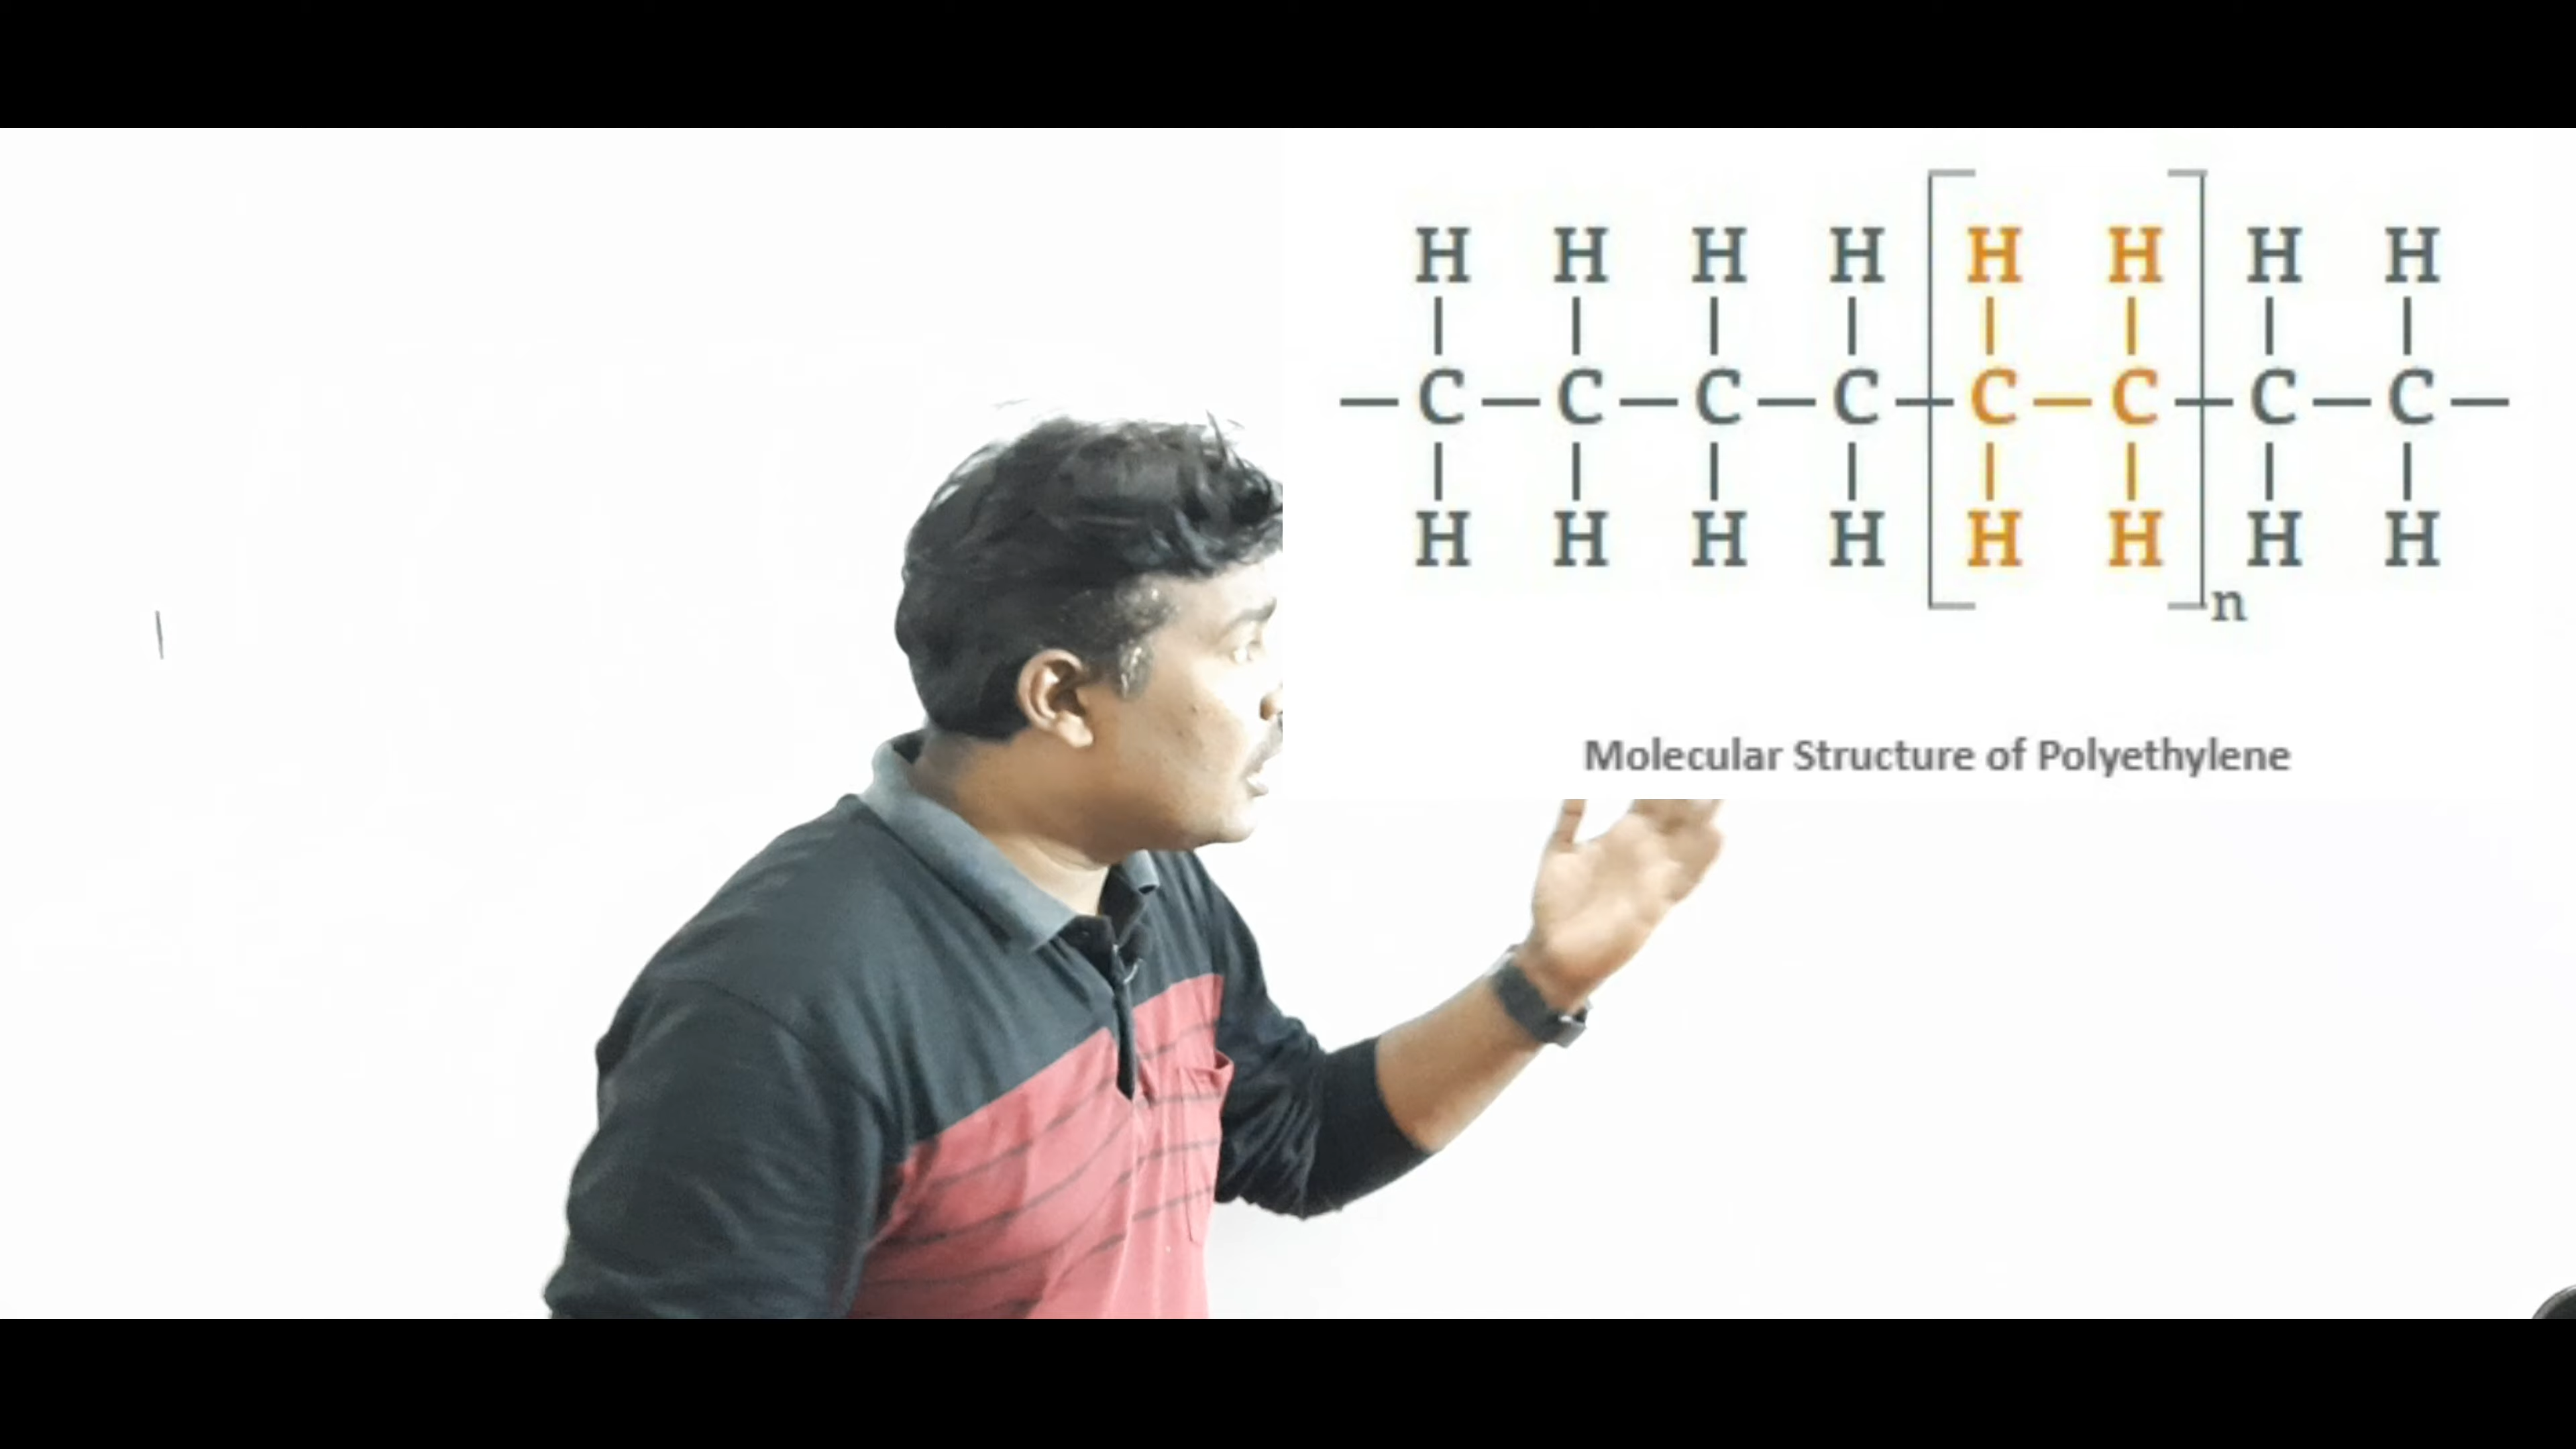 H H H H H H H H
— C — C — C — C — C — C — C — C —
H H H H H H H H
n
Molecular Structure of Polyethylene